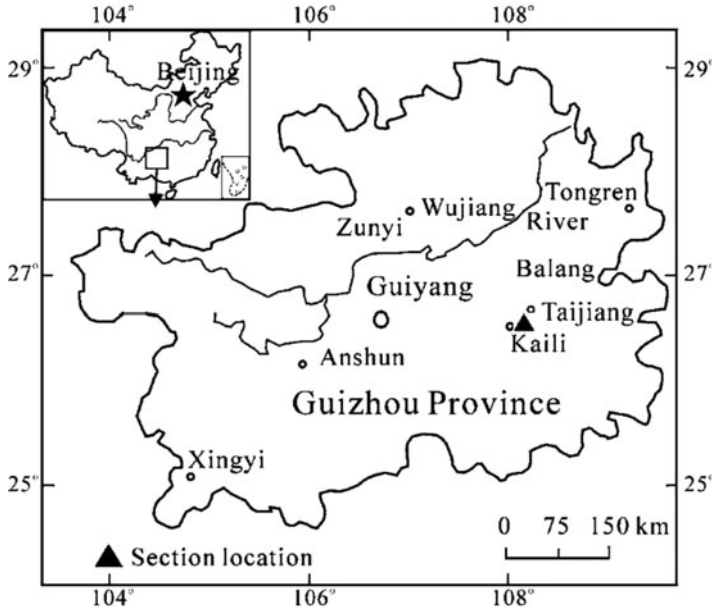 104° 106° 108°
29° 29°
Beijing
Zunyi Wujiang River
Tongren
27° 27°
Balang
Guiyang
Taijiang
Kaili
Anshun
Guizhou Province
Xingyi
25° 25°
0 75 150 km
Section location
104° 106° 108°